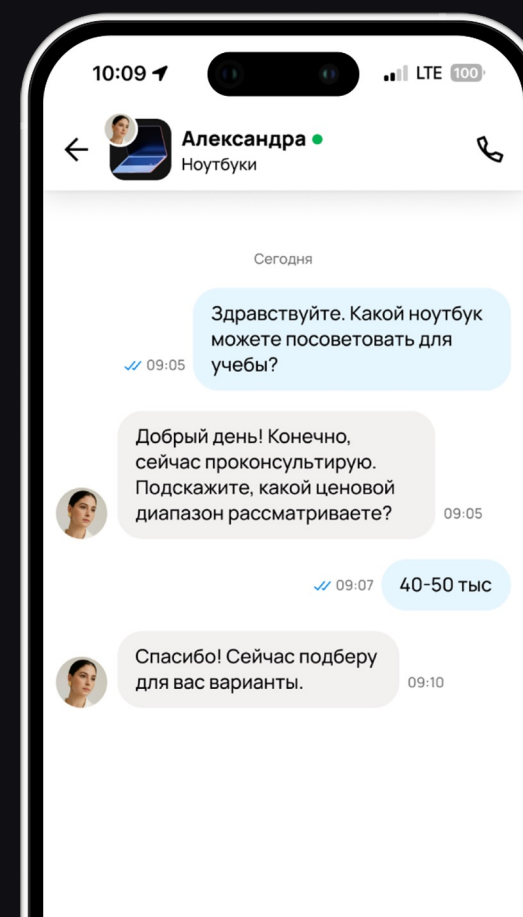 10:09 LTE 100
Александра
Ноутбуки
Сегодня
Здравствуйте. Какой ноутбук
можете посоветовать для
учебы?
09:05
Добрый день! Конечно,
сейчас проконсультирую.
Подскажите, какой ценовой
диапазон рассматриваете?
09:05
09:07 40-50 тыс
Спасибо! Сейчас подберу
для вас варианты.
09:10